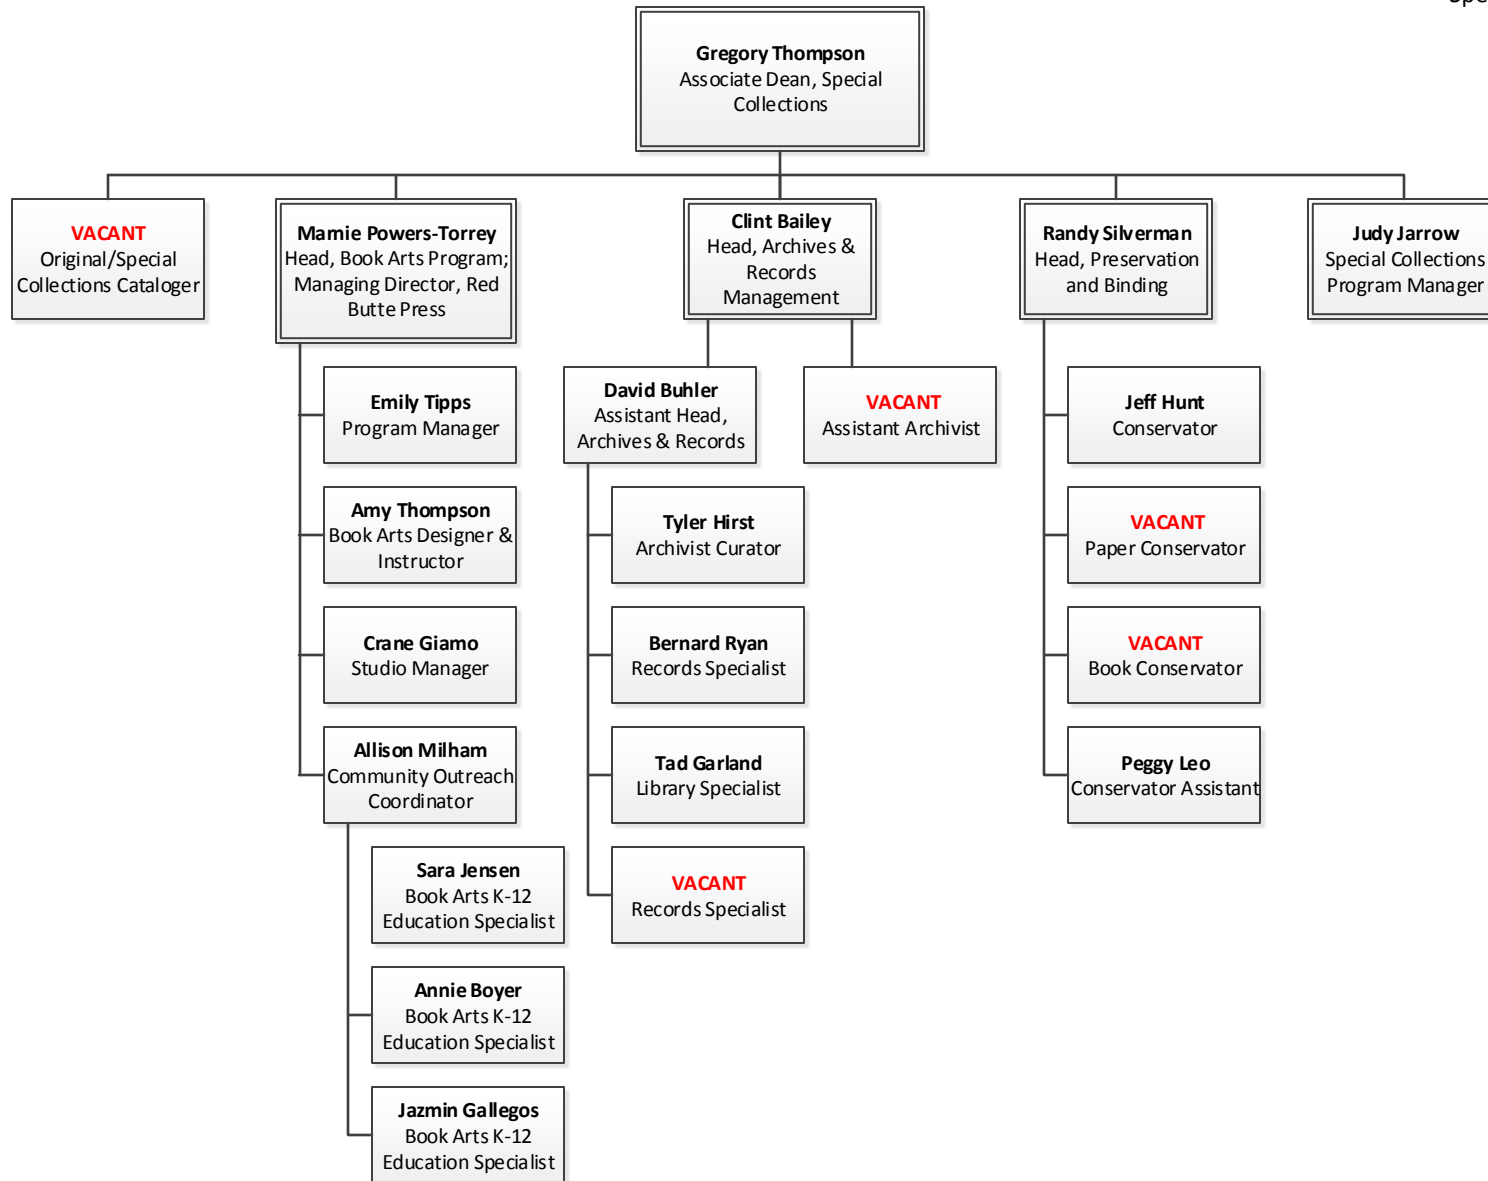 Spe
Gregory Thompson
Associate Dean, Special
Collections
VACANT
Original/Special
Collections Cataloger
Marnie Powers-Torrey
Head, Book Arts Program;
Managing Director, Red
Butte Press
Clint Bailey
Head, Archives &
Records
Management
Randy Silverman
Head, Preservation
and Binding
Judy Jarrow
Special Collections
Program Manager
Emily Tipps
Program Manager
Amy Thompson
Book Arts Designer &
Instructor
Crane Giamo
Studio Manager
Allison Milham
Community Outreach
Coordinator
Sara Jensen
Book Arts K-12
Education Specialist
Annie Boyer
Book Arts K-12
Education Specialist
Jazmin Gallegos
Book Arts K-12
Education Specialist
David Buhler
Assistant Head,
Archives & Records
VACANT
Assistant Archivist
Tyler Hirst
Archivist Curator
Bernard Ryan
Records Specialist
Tad Garland
Library Specialist
VACANT
Records Specialist
Jeff Hunt
Conservator
VACANT
Paper Conservator
VACANT
Book Conservator
Peggy Leo
Conservator Assistant